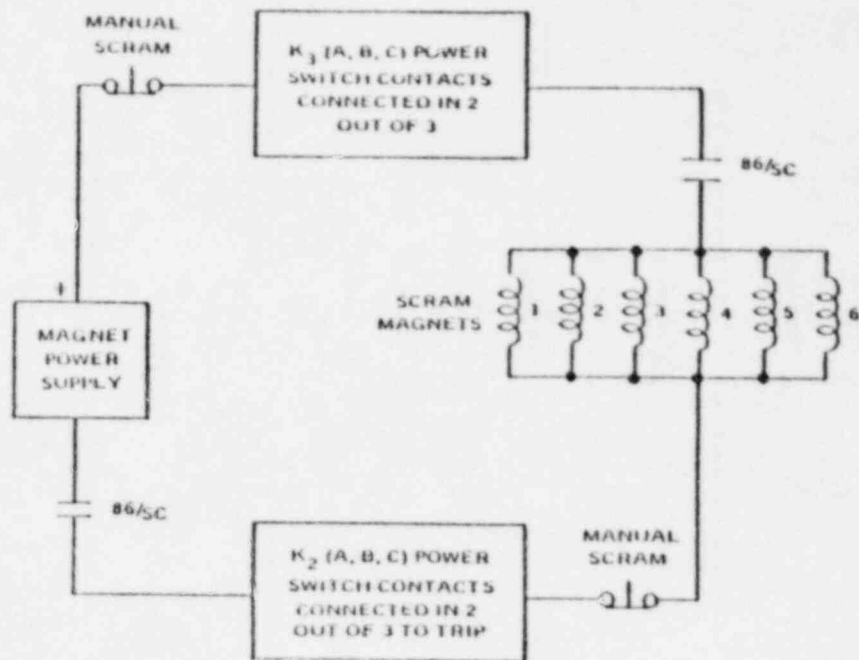 MANUAL
SCRAM
K3 (A, B, C) POWER
SWITCH CONTACTS
CONNECTED IN 2
OUT OF 3
86/SC
+
MAGNET
POWER
SUPPLY
SCRAM
MAGNETS
1 2 3 4 5 6
86/SC
K2 (A, B, C) POWER
SWITCH CONTACTS
CONNECTED IN 2
OUT OF 3 TO TRIP
MANUAL
SCRAM